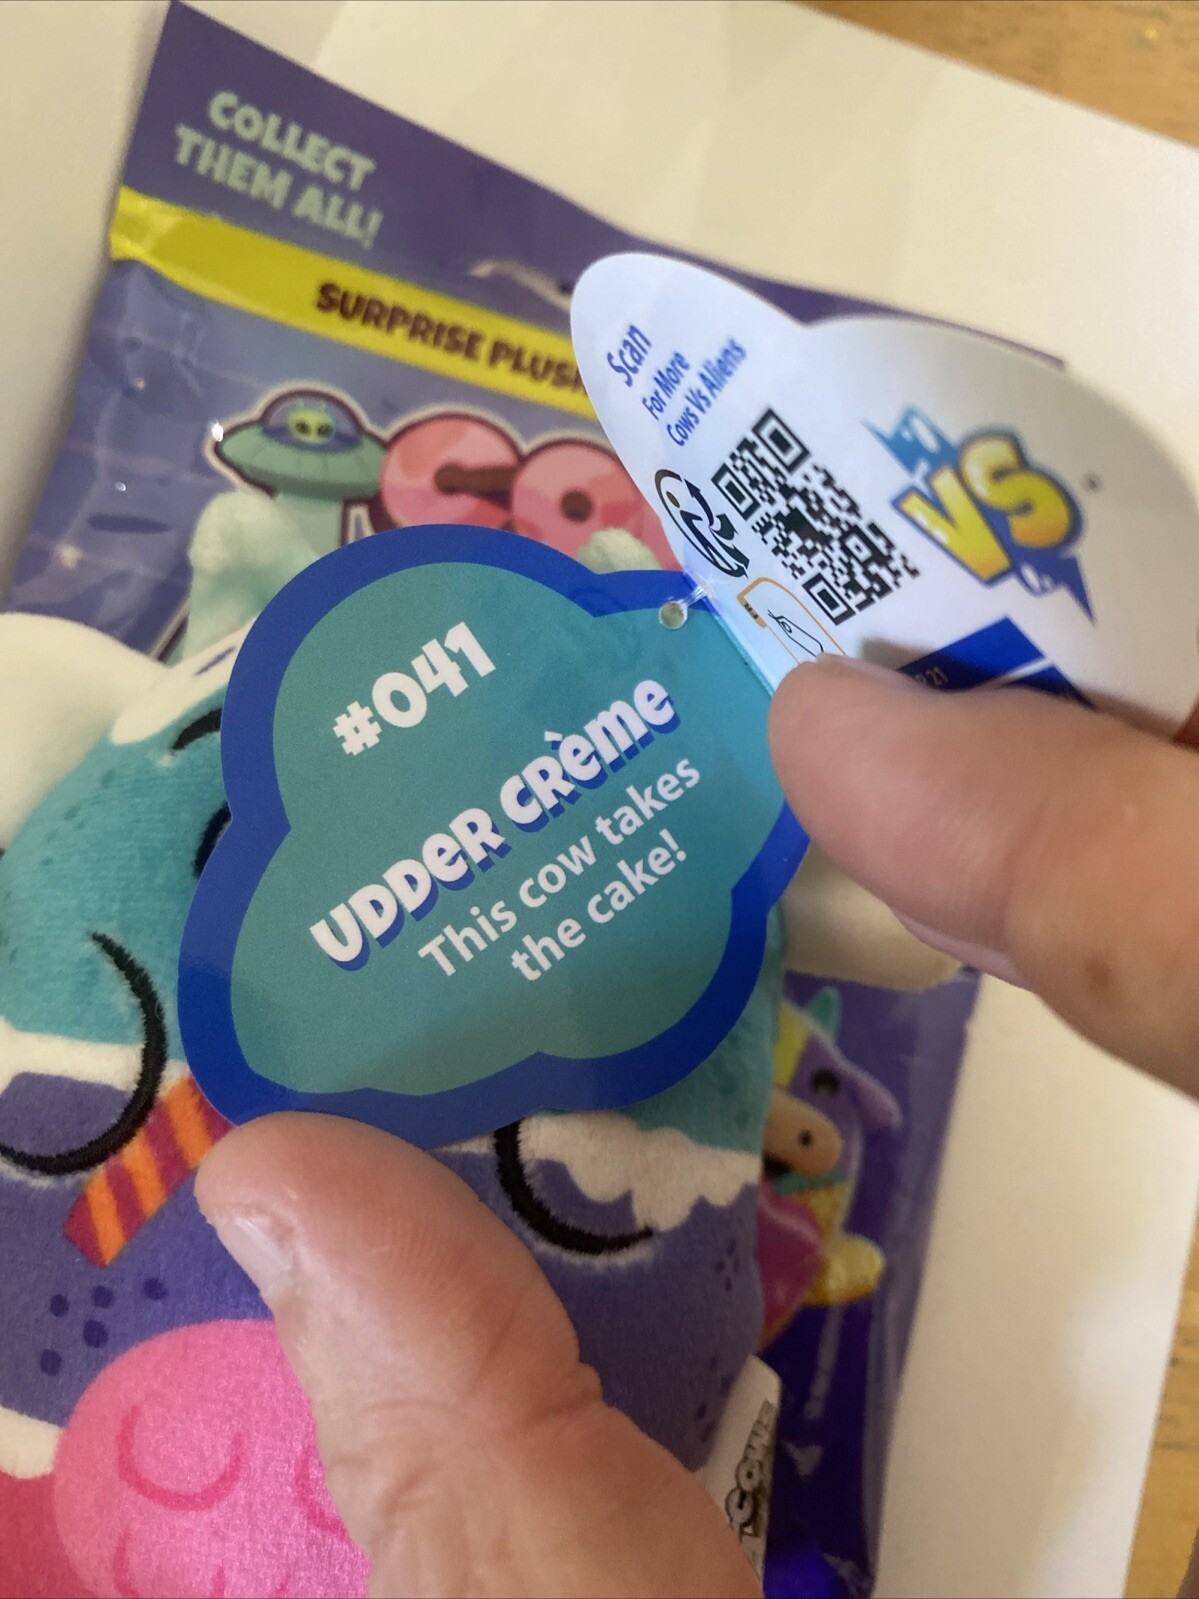 COLLECT
THEM ALL!
SURPRISE PLUSH
CO
Scan
For More
Cows Vs Aliens
VS
#041
UDDER CRÈME
This cow takes
the cake!